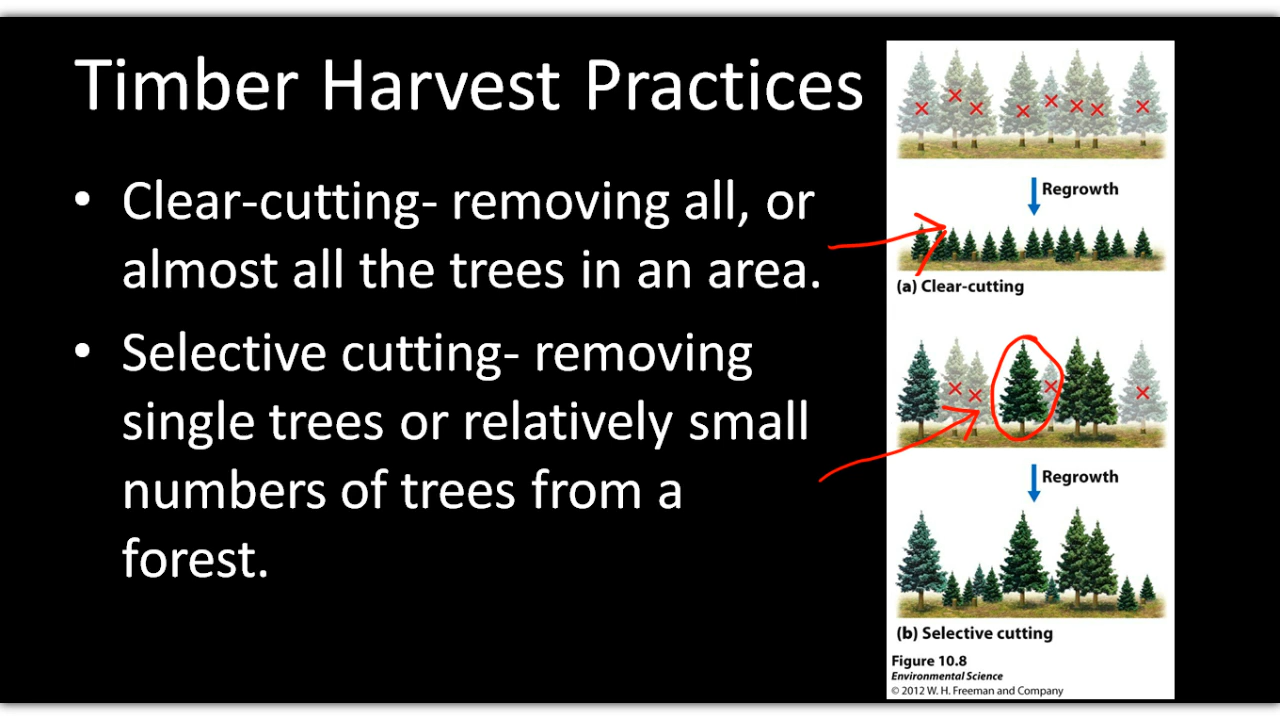 Timber Harvest Practices
• Clear-cutting- removing all, or
almost all the trees in an area.
• Selective cutting- removing
single trees or relatively small
numbers of trees from a
forest.
Regrowth
(a) Clear-cutting
Regrowth
(b) Selective cutting
Figure 10.8
Environmental Science
© 2012 W. H. Freeman and Company